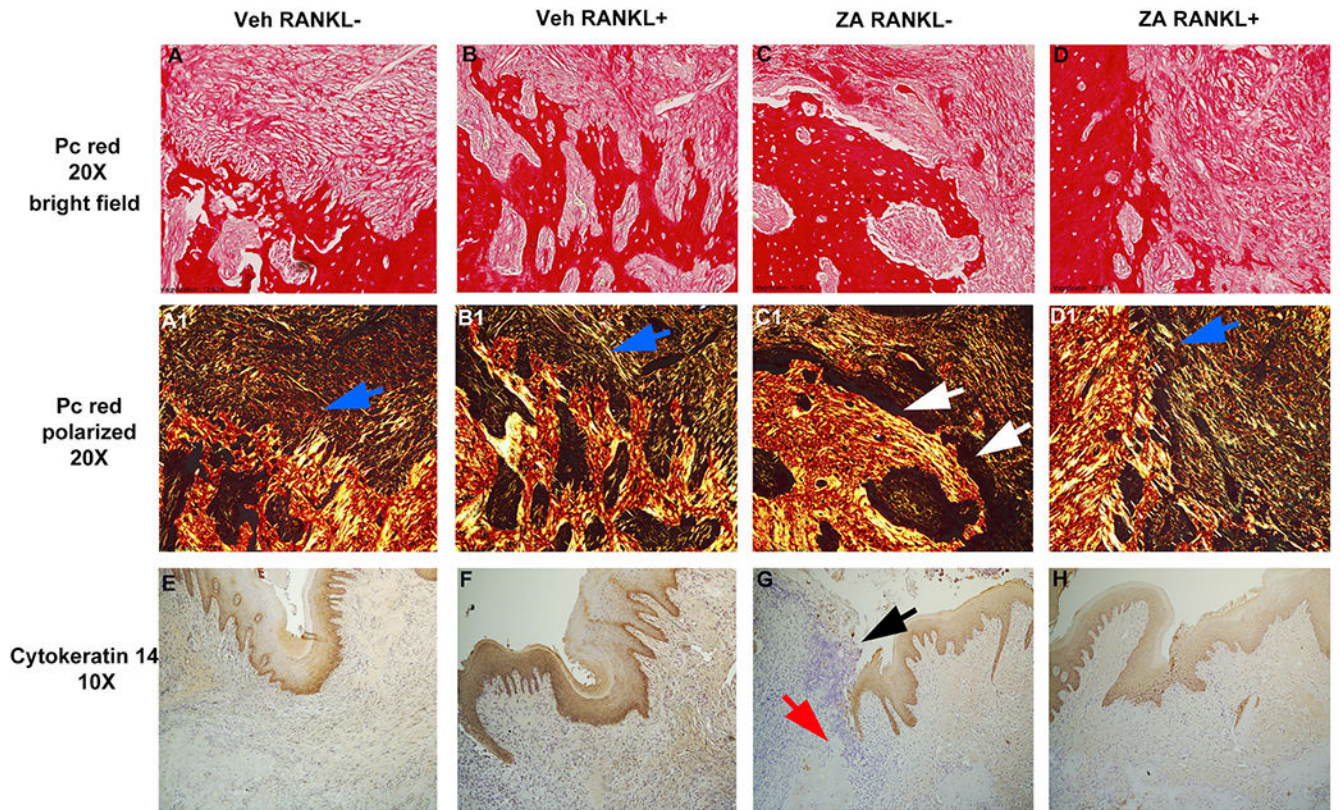 Veh RANKL- Veh RANKL+ ZA RANKL- ZA RANKL+
A B C D
Pc red
20X
bright field
A1 B1 C1 D1
Pc red
polarized
20X
E F G H
Cytokeratin 14
10X